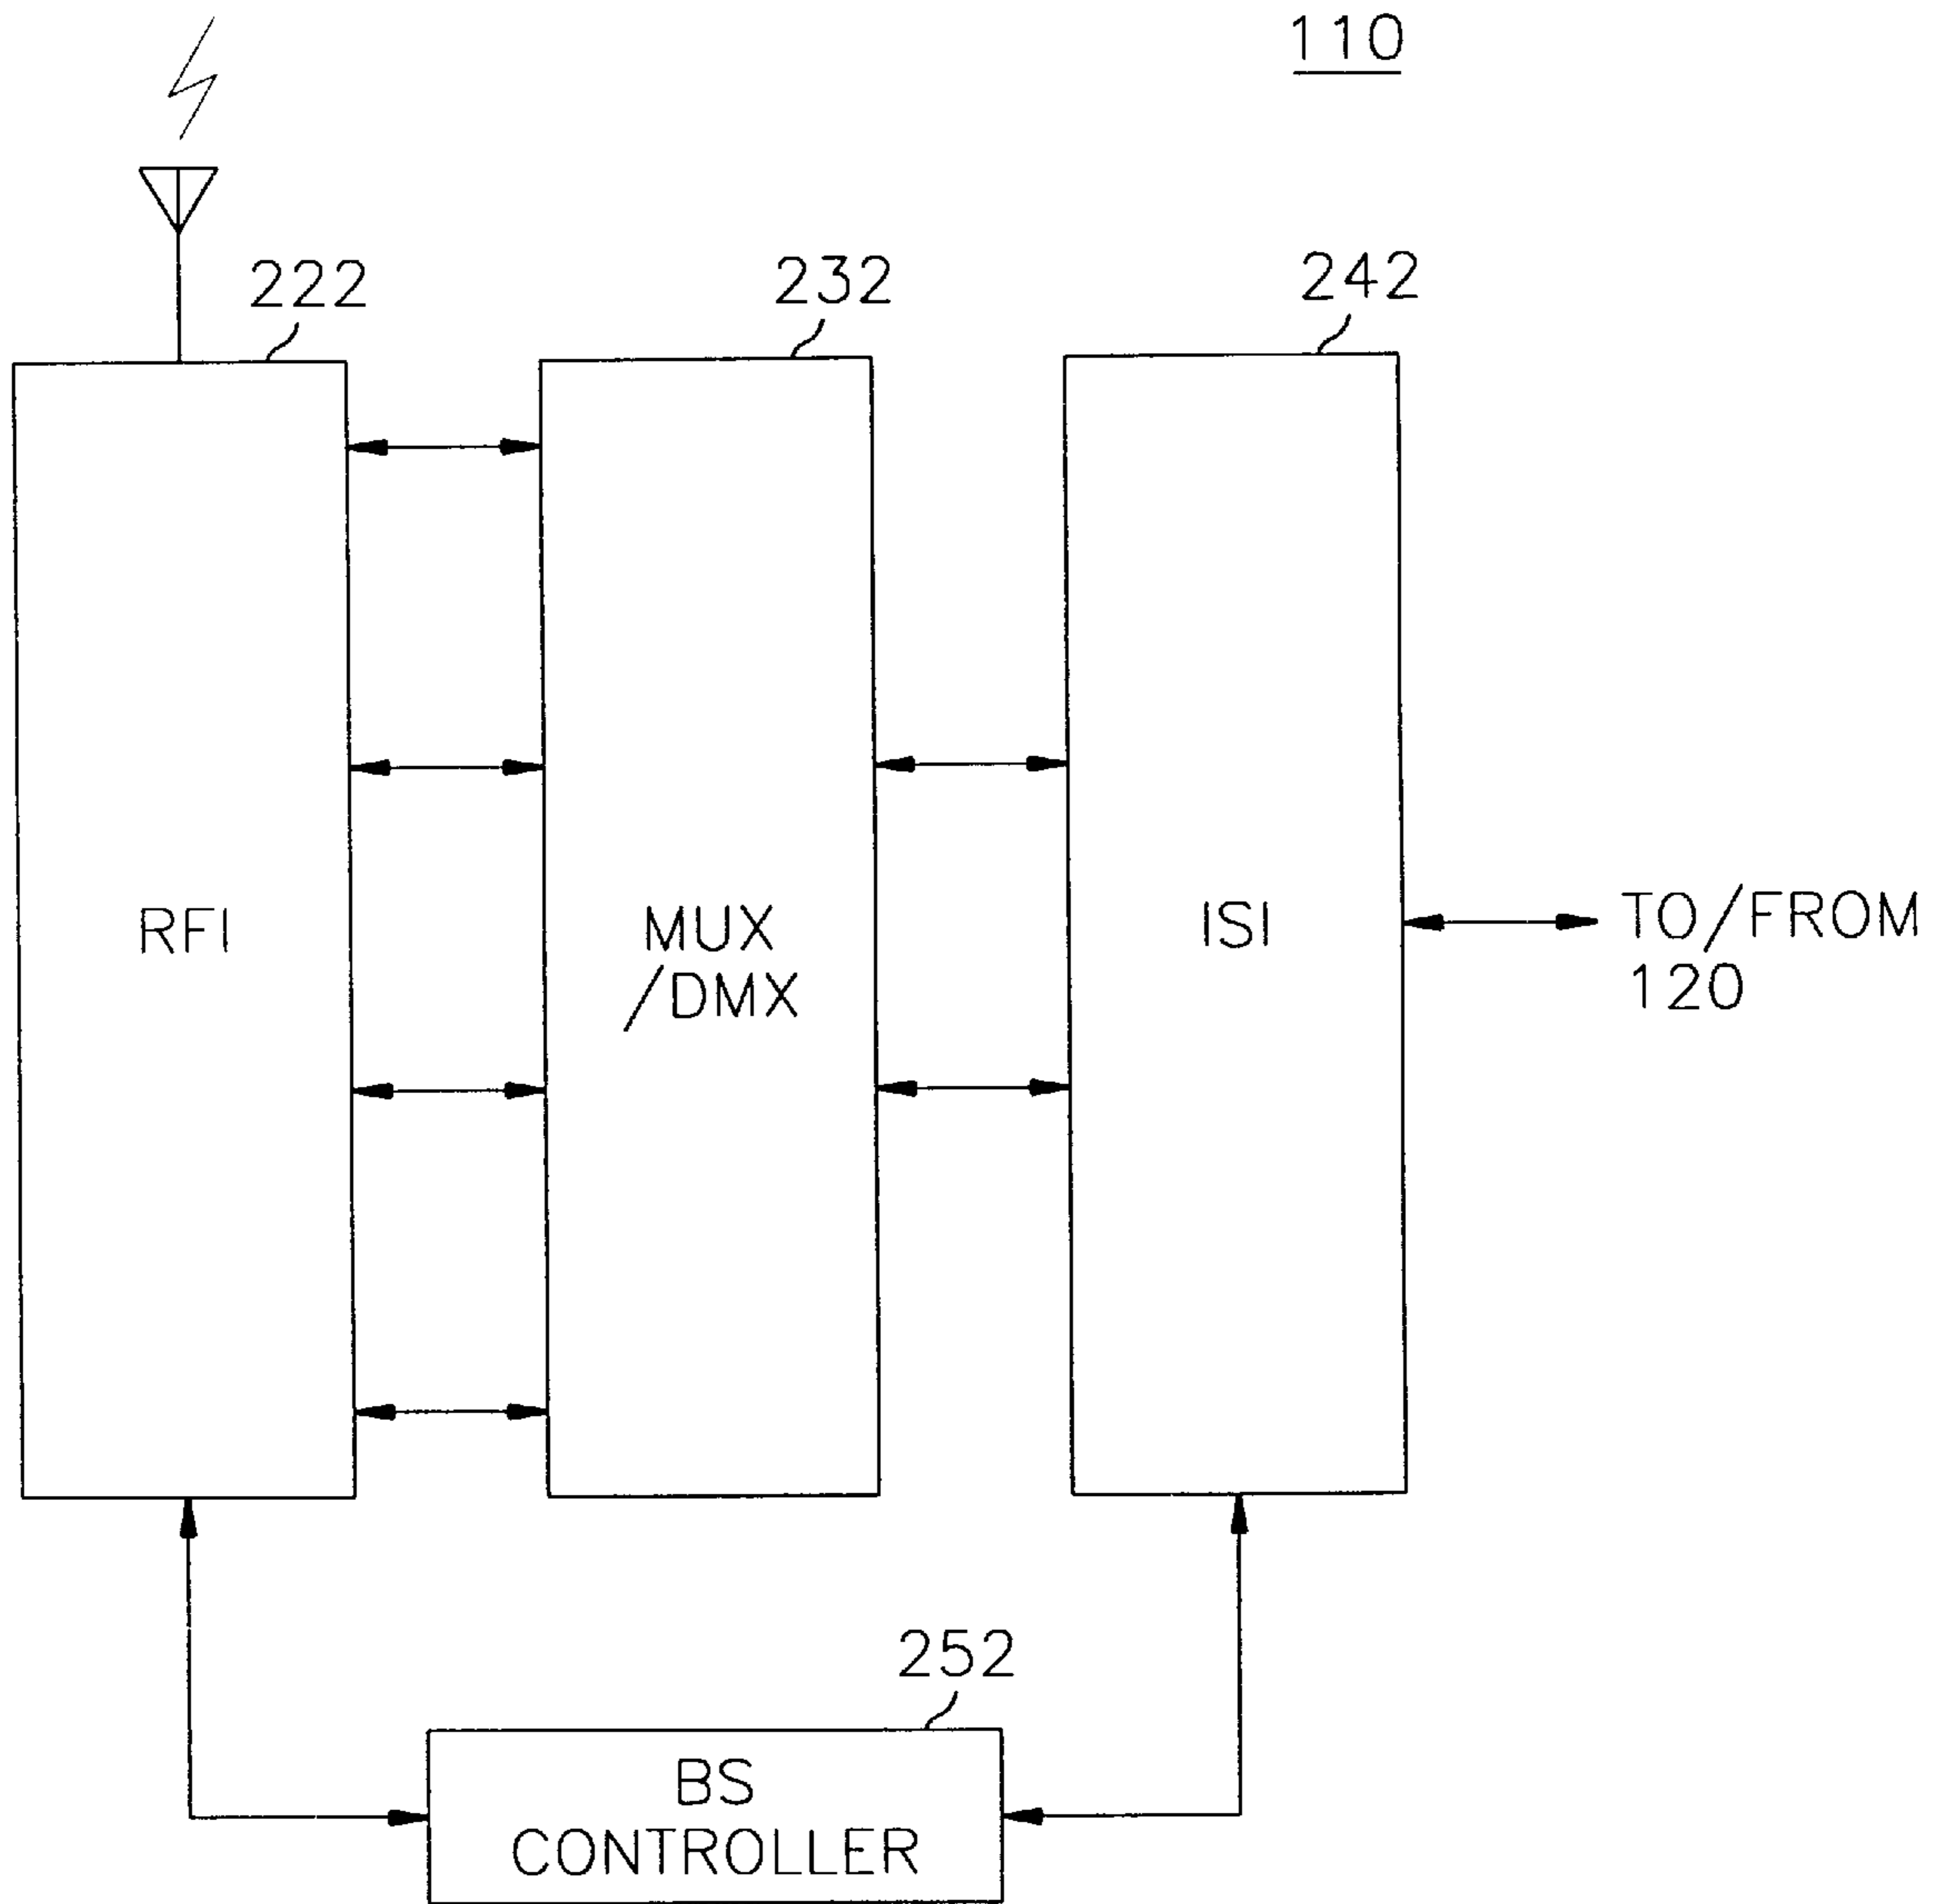 110
222
232
242
RFI
MUX
/DMX
ISI
TO/FROM
120
252
BS
CONTROLLER